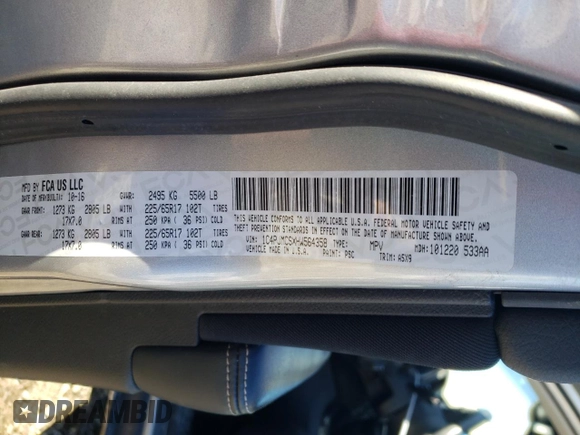 MFD BY FCA US LLC
DATE OF MFR(BUILT): 10-16 GVWR: 2495 KG 5500 LB
GAWR FRONT: 1273 KG 2805 LB 225/65R17 102T TIRES
17X7.0 RIMS AT 250 KPA ( 36 PSI) COLD
GAWR REAR: 1273 KG 2805 LB 225/65R17 102T TIRES
17X7.0 RIMS AT 250 KPA ( 36 PSI) COLD
THIS VEHICLE CONFORMS TO ALL APPLICABLE U.S.A. FEDERAL MOTOR VEHICLE SAFETY AND
THEFT PREVENTION STANDARDS IN EFFECT ON THE DATE OF MANUFACTURE SHOWN ABOVE.
VIN: TYPE: MPV MDH: 101220 533AA
VEHICLE MADE IN U.S.A. PAINT: TRIM: A5X9
DREAMBID